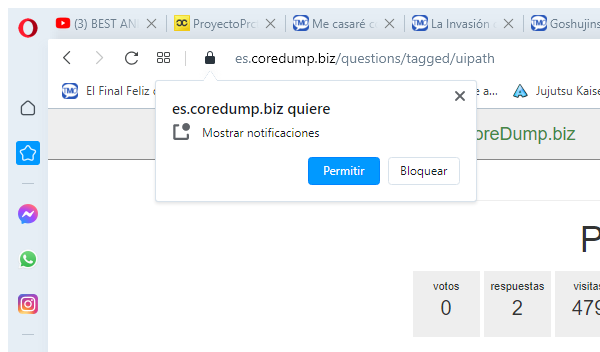 (3) BEST AN
ProyectoPro
Me casaré c
La Invasión
Goshujins
es.coredump.biz/questions/tagged/uipath
El Final Feliz d
e a...
Jujutsu Kaise
es.coredump.biz quiere
Mostrar notificaciones
Permitir
Bloquear
oreDump.biz
P
votos
0
respuestas
2
visitas
479